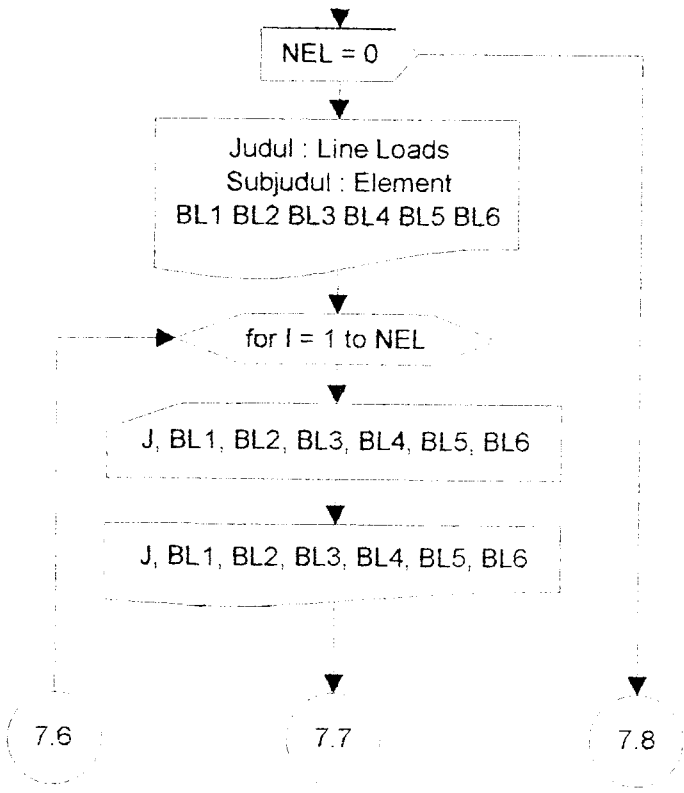 NEL = 0
Judul : Line Loads
Subjudul : Element
BL1 BL2 BL3 BL4 BL5 BL6
for I = 1 to NEL
J, BL1, BL2, BL3, BL4, BL5, BL6
J, BL1, BL2, BL3, BL4, BL5, BL6
7.6
7.7
7.8